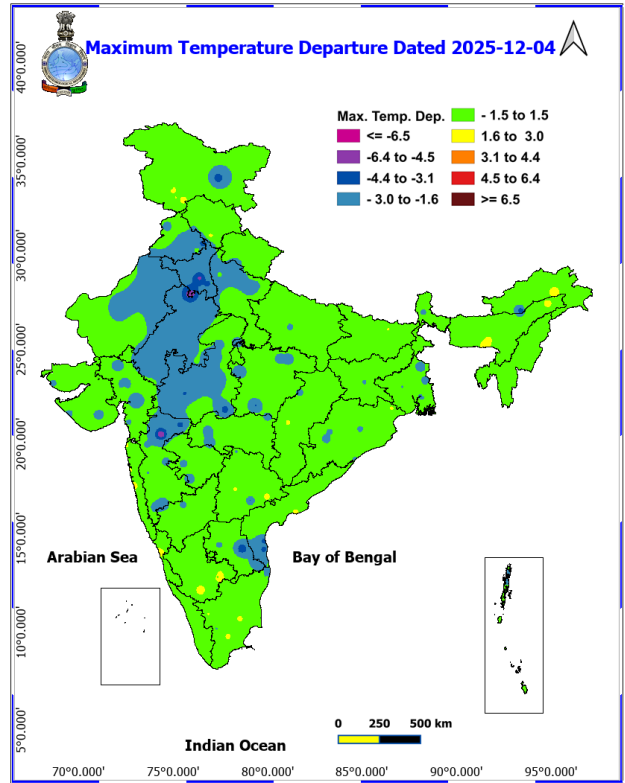 Maximum Temperature Departure Dated 2025-12-04
Max. Temp. Dep.
<= -6.5
-6.4 to -4.5
-4.4 to -3.1
- 3.0 to -1.6
- 1.5 to 1.5
1.6 to 3.0
3.1 to 4.4
4.5 to 6.4
>= 6.5
40°0.000'
35°0.000'
30°0.000'
25°0.000'
20°0.000'
15°0.000'
10°0.000'
5°0.000'
Arabian Sea
Bay of Bengal
Indian Ocean
0 250 500 km
70°0.000' 75°0.000' 80°0.000' 85°0.000' 90°0.000' 95°0.000'